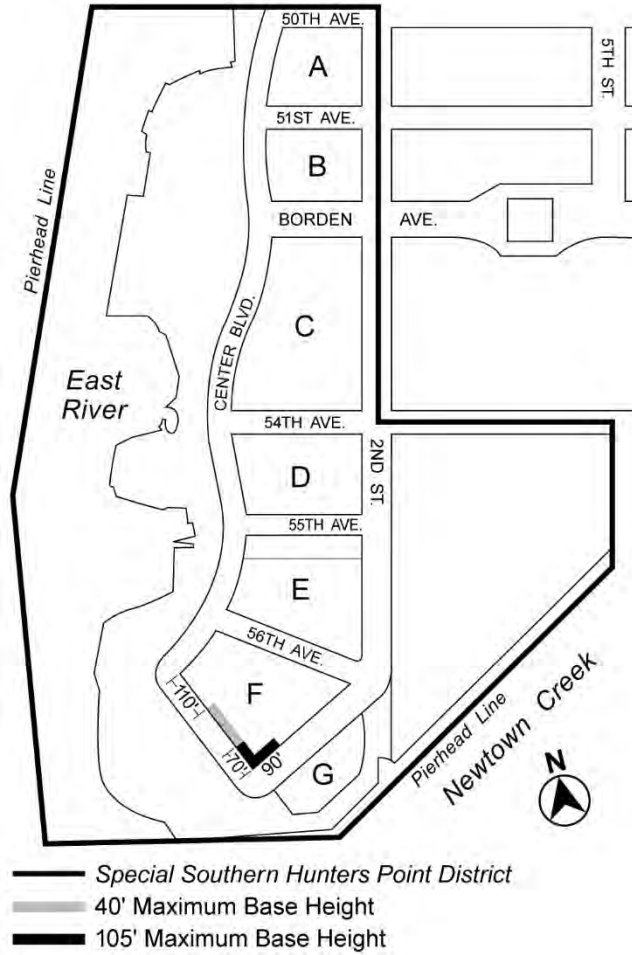 50TH AVE.
5TH ST.
A
51ST AVE.
B
Pierhead Line
BORDEN AVE.
C
CENTER BLVD.
East
River
54TH AVE.
2ND ST.
D
55TH AVE.
E
56TH AVE.
110'
F
70'
90'
G
Pierhead Line
Newtown Creek
N
Special Southern Hunters Point District
40' Maximum Base Height
105' Maximum Base Height